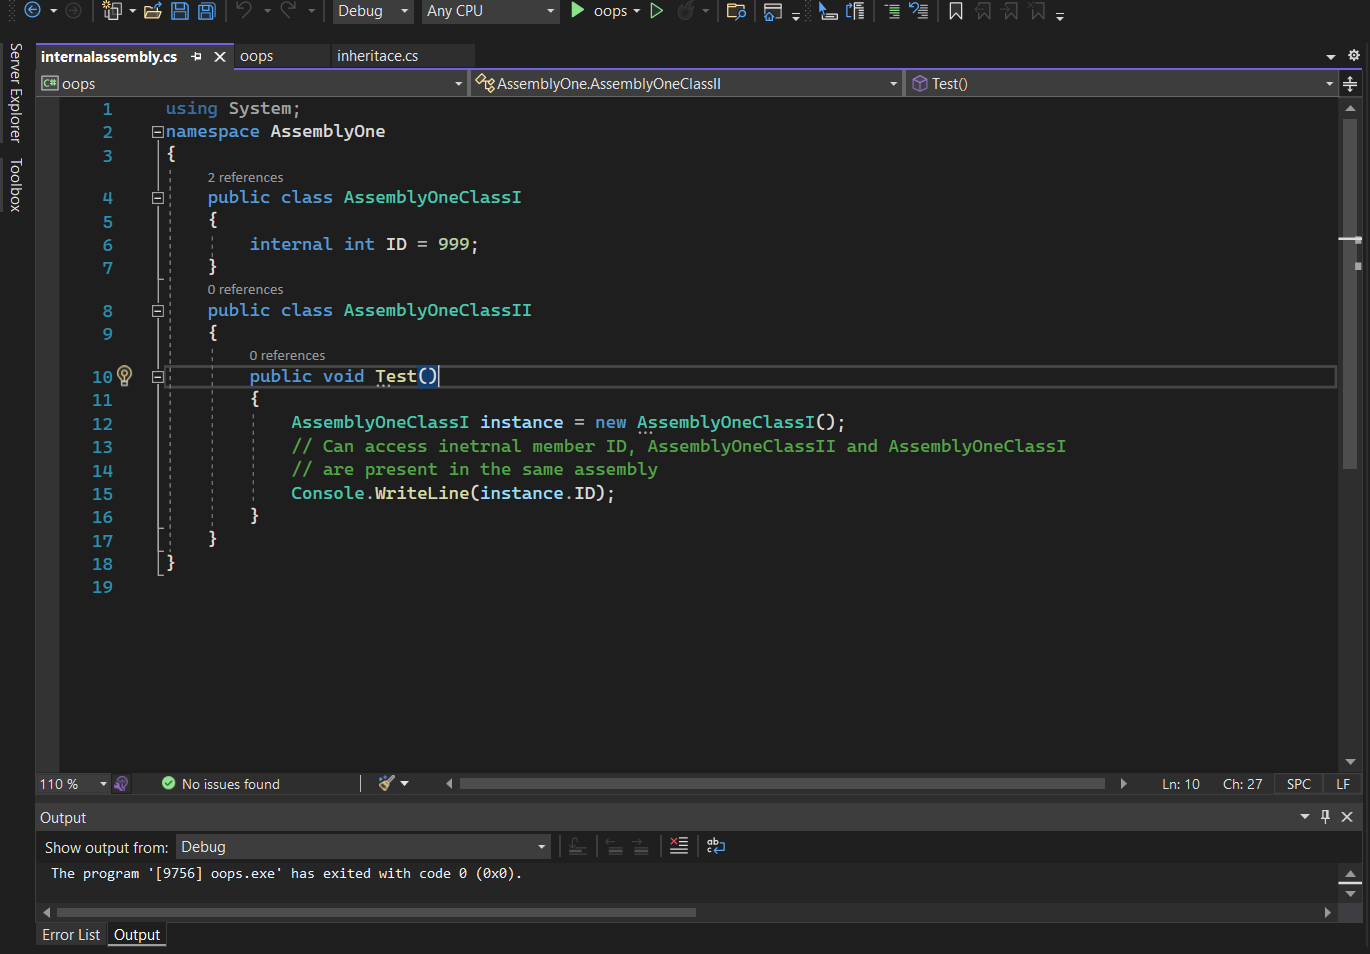 Debug Any CPU oops
Server Explorer
Toolbox
internalassembly.cs oops inheritace.cs
C# oops AssemblyOne.AssemblyOneClassII Test()
1 using System;
2 namespace AssemblyOne
3 {
2 references
4 public class AssemblyOneClassI
5 {
6 internal int ID = 999;
7 }
0 references
8 public class AssemblyOneClassII
9 {
0 references
10 public void Test()
11 {
12 AssemblyOneClassI instance = new AssemblyOneClassI();
13 // Can access inetrnal member ID, AssemblyOneClassII and AssemblyOneClassI
14 // are present in the same assembly
15 Console.WriteLine(instance.ID);
16 }
17 }
18 }
19
110 % No issues found Ln: 10 Ch: 27 SPC LF
Output
Show output from: Debug
The program '[9756] oops.exe' has exited with code 0 (0x0).
Error List Output